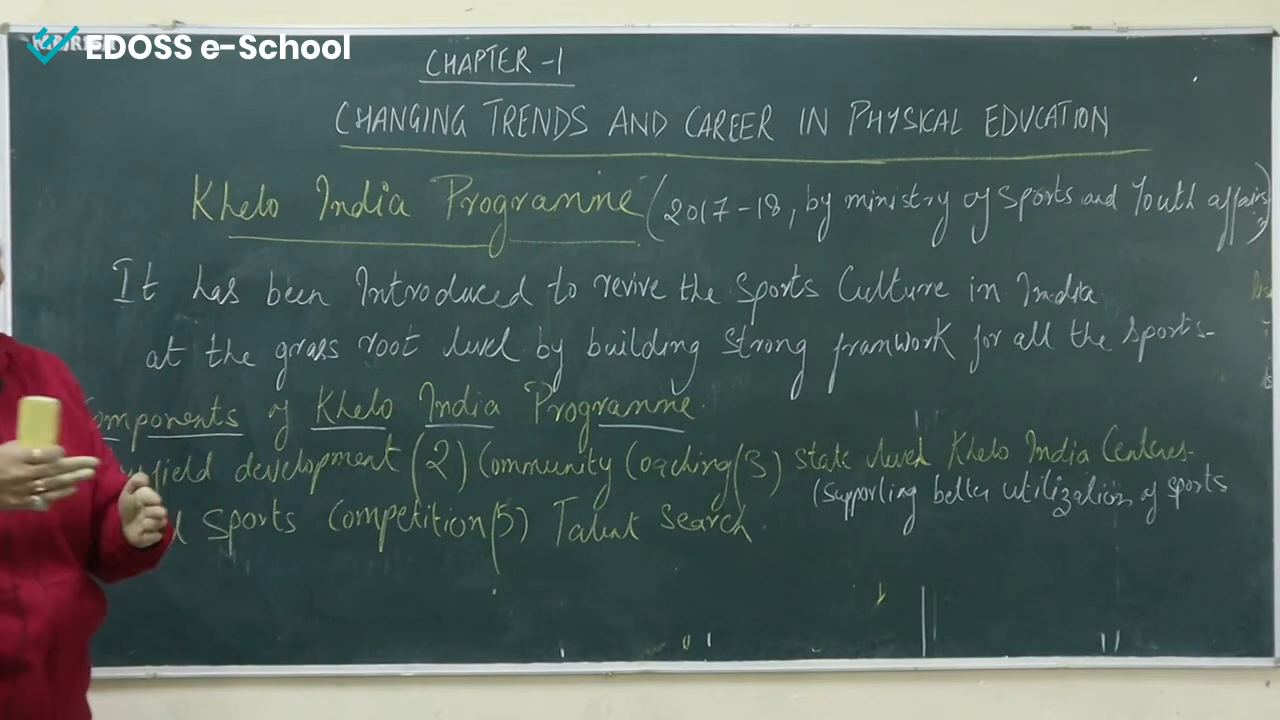 EDOSS e-School
CHAPTER -1
CHANGING TRENDS AND CAREER IN PHYSICAL EDUCATION
Khelo India Programme (2017-18, by ministry of Sports and Youth affairs)
It has been Introduced to revive the Sports Culture in India
at the grass root level by building strong framwork for all the sports-
omponents of Khelo India Programme.
field development (2) Community Coaching (3) State level Khelo India Centres.
(Supporting better utilization of sports
Sports Competition (5) Talent Search.